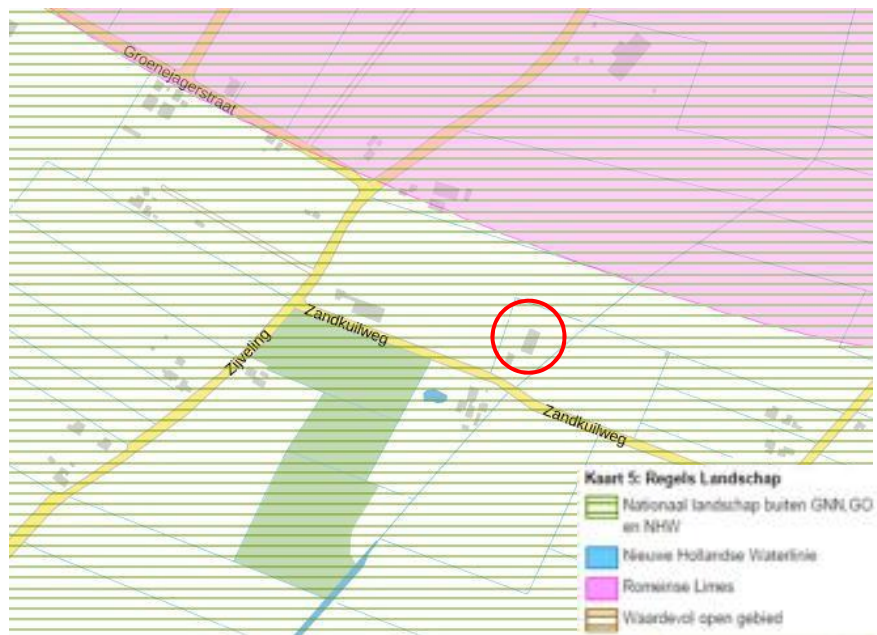 Groenejagerstraat
Zandkuilweg
Zijveling
Zandkuilweg
Kaart 5: Regels Landschap
Nationaal landschap buiten GNN,GO
en NHW
Nieuwe Hollandse Waterlinie
Romeinse Limes
Waardevol open gebied